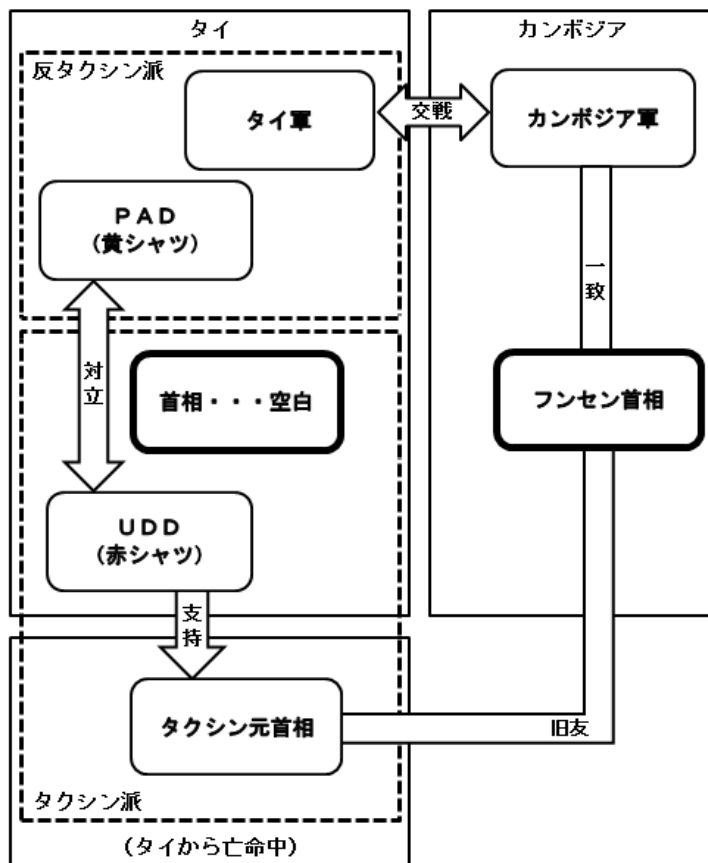 タイ
カンボジア
反タクシン派
タイ軍
交戦
カンボジア軍
ＰＡＤ
（黄シャツ）
一致
対立
首相・・・空白
フンセン首相
ＵＤＤ
（赤シャツ）
支持
タクシン元首相
旧友
タクシン派
（タイから亡命中）